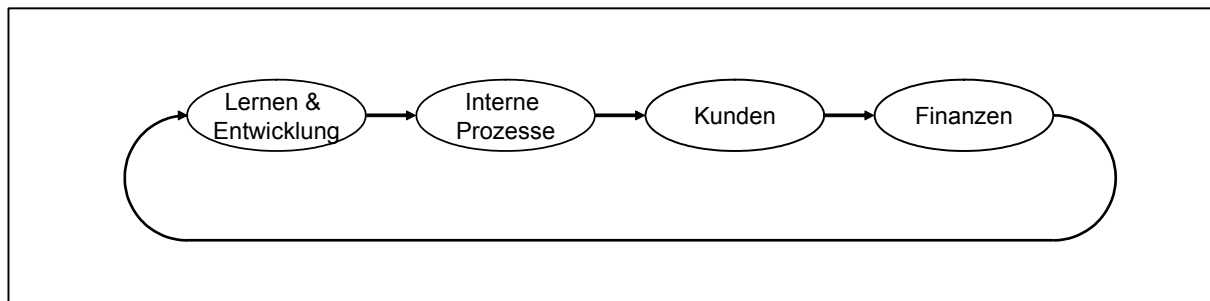 Lernen &
Entwicklung
Interne
Prozesse
Kunden
Finanzen